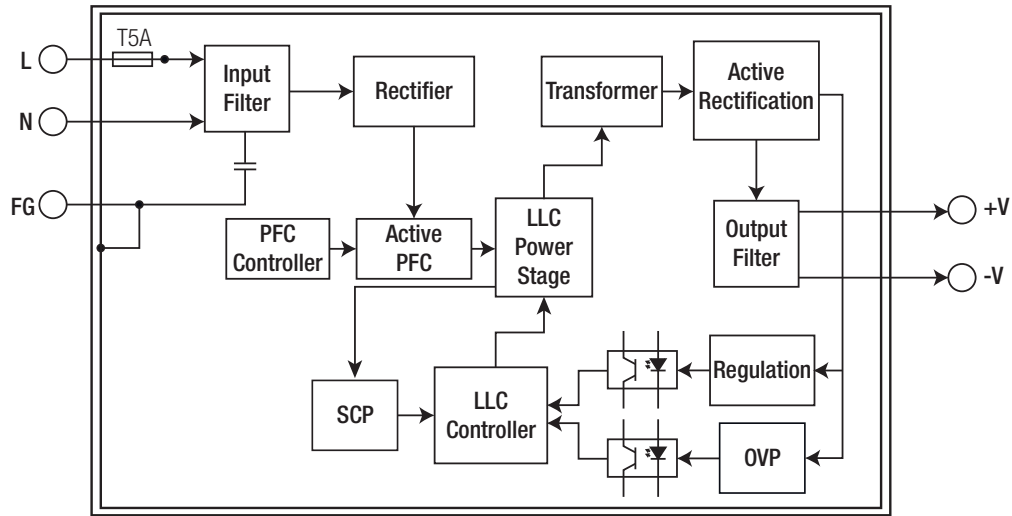 T5A
L
N
FG
Input
Filter
Rectifier
Transformer
Active
Rectification
PFC
Controller
Active
PFC
LLC
Power
Stage
Output
Filter
+V
-V
SCP
LLC
Controller
Regulation
OVP